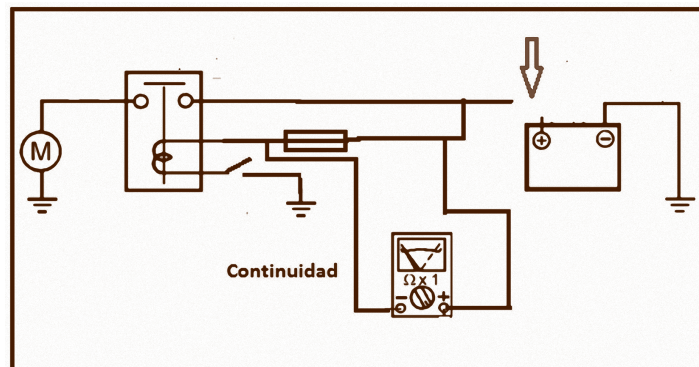 M
+ −
Continuidad
Ω x 1
− +